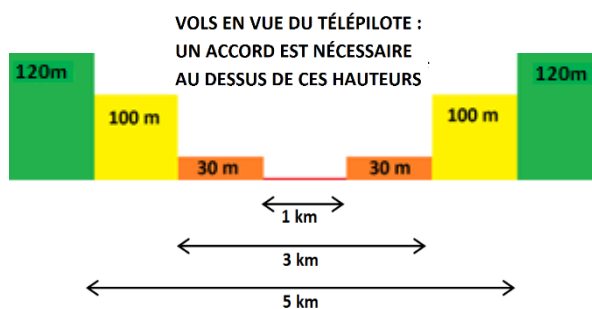 VOLS EN VUE DU TÉLÉPILOTE :
UN ACCORD EST NÉCESSAIRE
AU DESSUS DE CES HAUTEURS
120m
120m
100 m
100 m
30 m
30 m
1 km
3 km
5 km